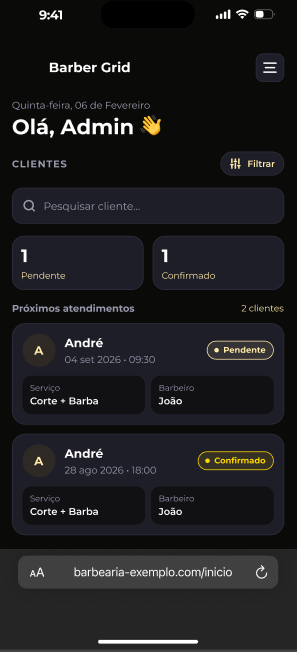 9:41
Barber Grid
Quinta-feira, 06 de Fevereiro
Olá, Admin 👋
CLIENTES
Filtrar
Pesquisar cliente...
1
Pendente
1
Confirmado
Próximos atendimentos
2 clientes
A
André
04 set 2026 • 09:30
Pendente
Serviço
Corte + Barba
Barbeiro
João
A
André
28 ago 2026 • 18:00
Confirmado
Serviço
Corte + Barba
Barbeiro
João
AA
barbearia-exemplo.com/inicio